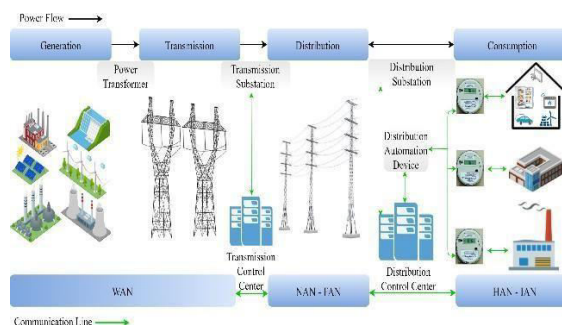 Power Flow
Generation
Transmission
Distribution
Consumption
Power
Transformer
Transmission
Substation
Distribution
Substation
Distribution
Automation
Device
Transmission
Control
Center
Distribution
Control Center
WAN
NAN - FAN
HAN - IAN
Communication Line